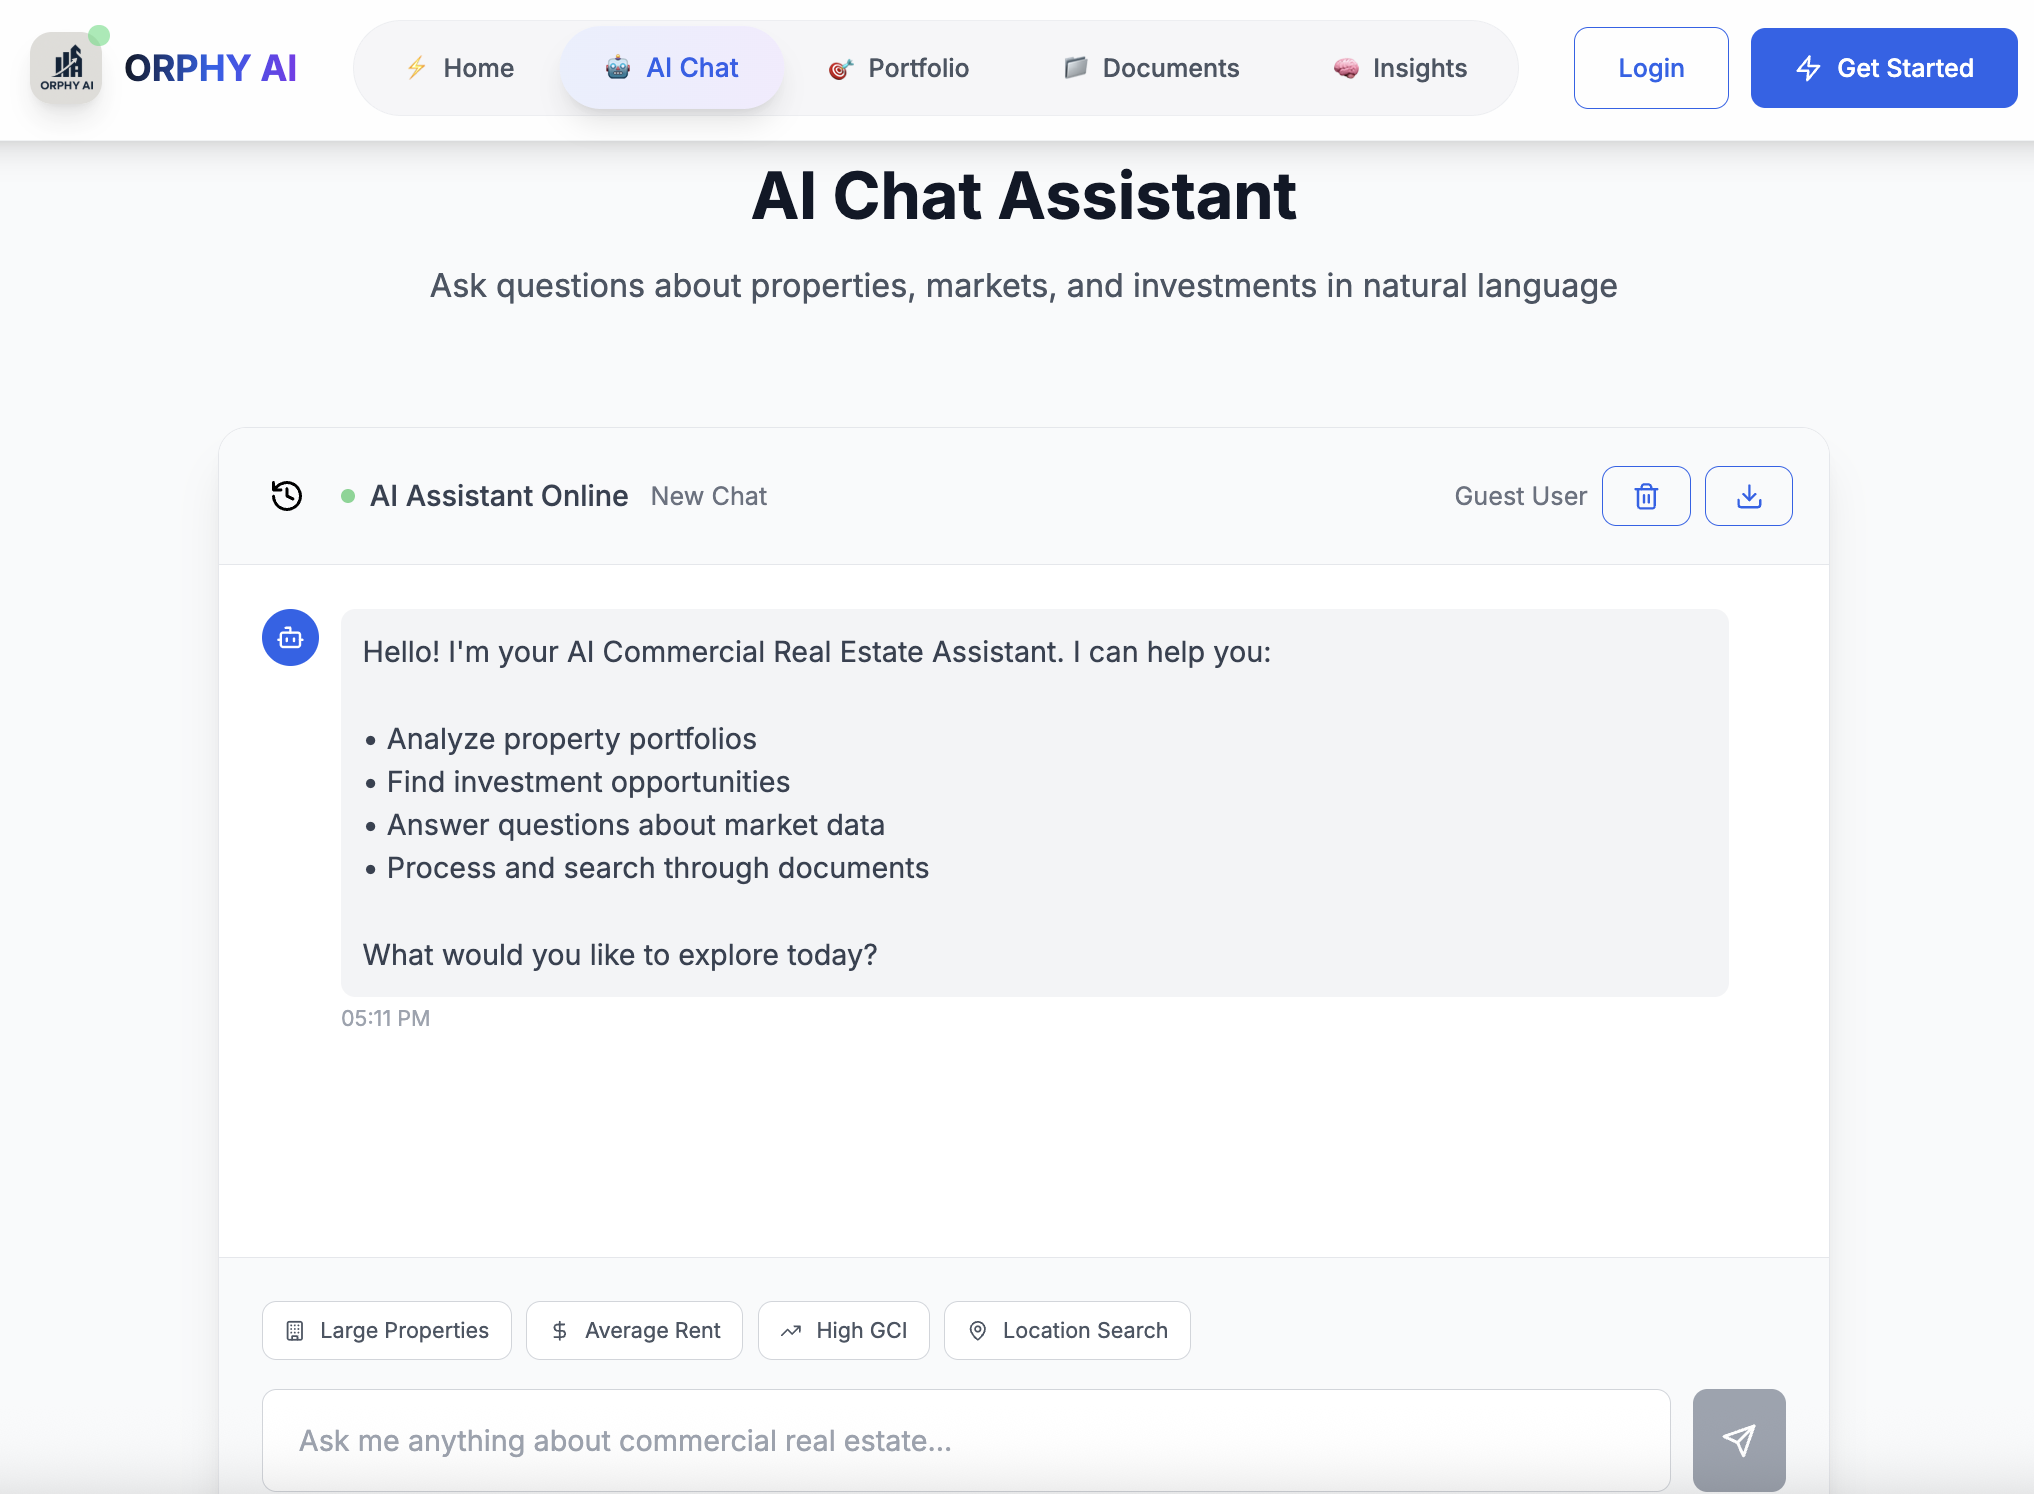 ORPHY AI
ORPHY AI
Home
AI Chat
Portfolio
Documents
Insights
Login
Get Started
AI Chat Assistant
Ask questions about properties, markets, and investments in natural language
AI Assistant Online
New Chat
Guest User
Hello! I'm your AI Commercial Real Estate Assistant. I can help you:
• Analyze property portfolios
• Find investment opportunities
• Answer questions about market data
• Process and search through documents
What would you like to explore today?
05:11 PM
Large Properties
Average Rent
High GCI
Location Search
Ask me anything about commercial real estate...